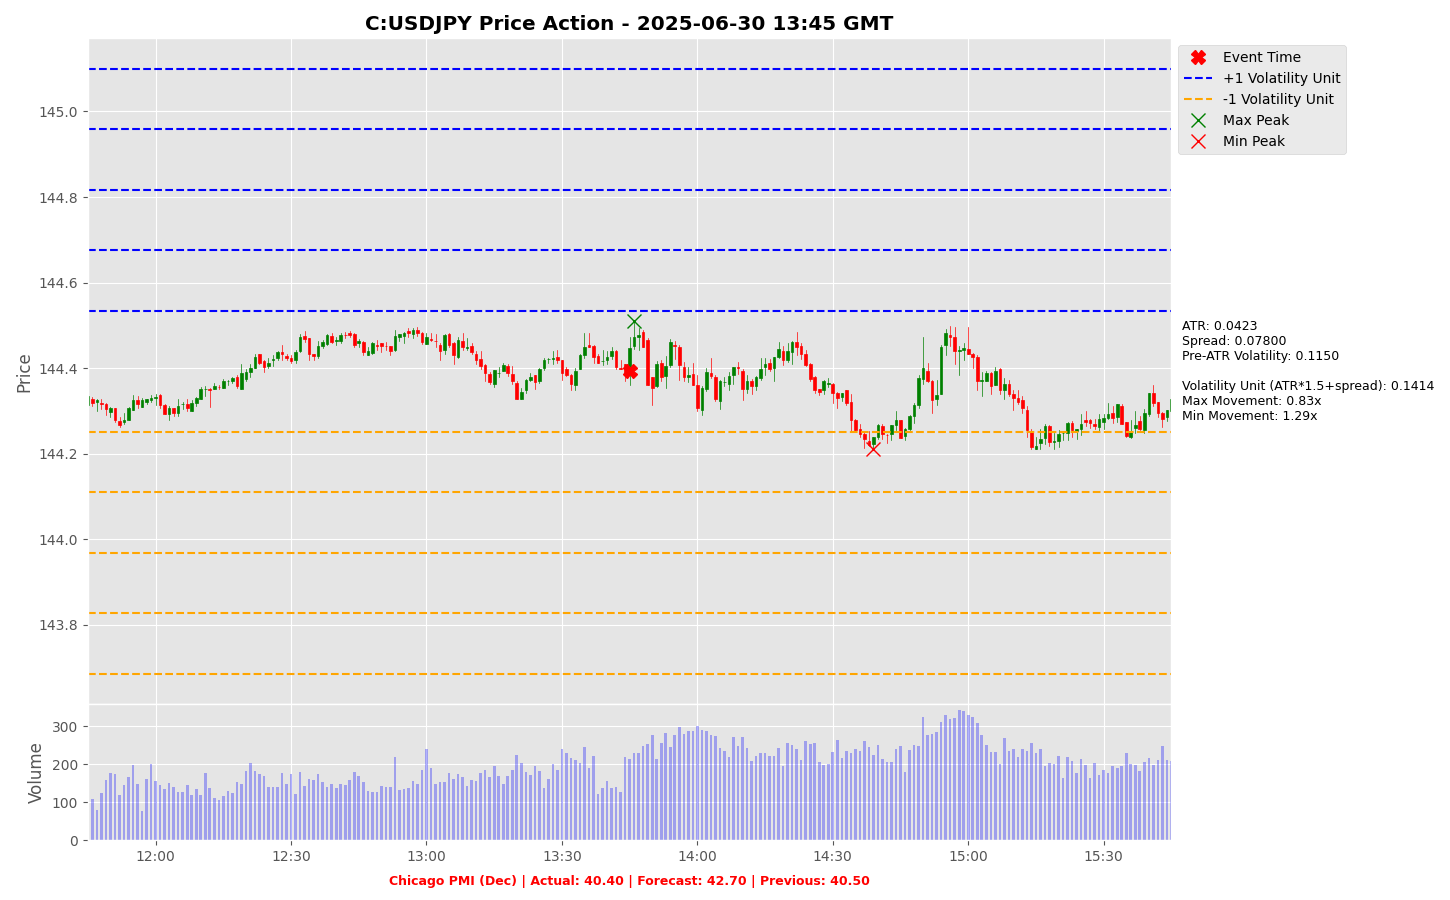 C:USDJPY Price Action - 2025-06-30 13:45 GMT
Event Time
+1 Volatility Unit
-1 Volatility Unit
Max Peak
Min Peak
Price
145.0
144.8
144.6
144.4
144.2
144.0
143.8
ATR: 0.0423
Spread: 0.07800
Pre-ATR Volatility: 0.1150
Volatility Unit (ATR*1.5+spread): 0.1414
Max Movement: 0.83x
Min Movement: 1.29x
Volume
300
200
100
0
12:00 12:30 13:00 13:30 14:00 14:30 15:00 15:30
Chicago PMI (Dec) | Actual: 40.40 | Forecast: 42.70 | Previous: 40.50